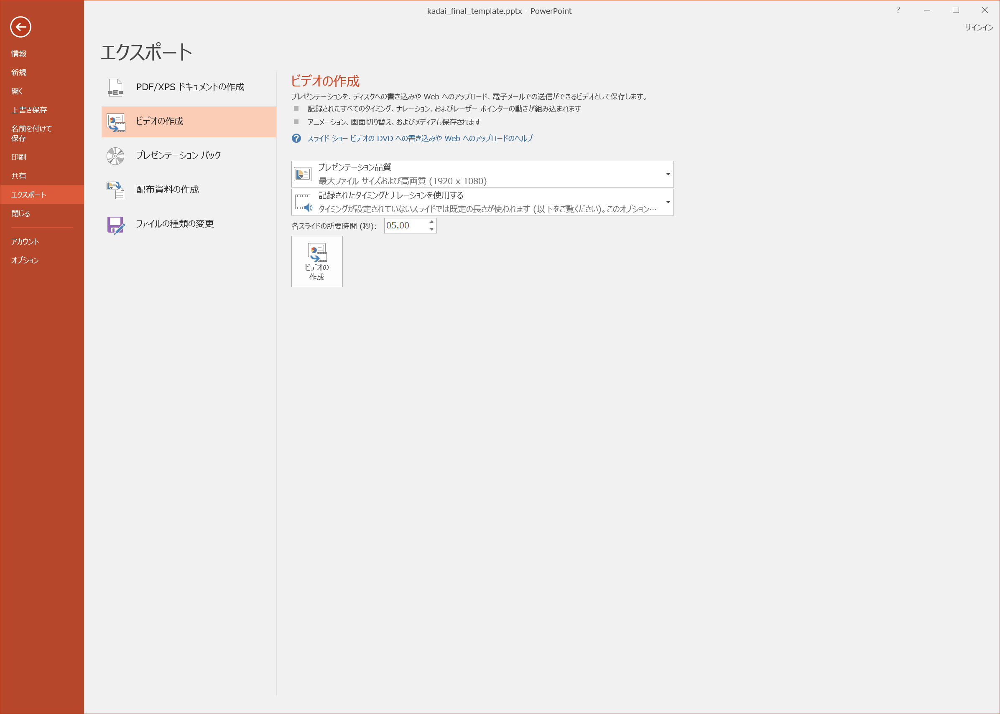 kadai_final_template.pptx - PowerPoint
?
サインイン
情報
新規
開く
上書き保存
名前を付けて
保存
印刷
共有
エクスポート
閉じる
アカウント
オプション
エクスポート
PDF/XPS ドキュメントの作成
ビデオの作成
プレゼンテーション パック
配布資料の作成
ファイルの種類の変更
ビデオの作成
プレゼンテーションを、ディスクへの書き込みや Web へのアップロード、電子メールでの送信ができるビデオとして保存します。
記録されたすべてのタイミング、ナレーション、およびレーザー ポインターの動きが組み込まれます
アニメーション、画面切り替え、およびメディアも保存されます
? スライド ショー ビデオの DVD への書き込みや Web へのアップロードのヘルプ
プレゼンテーション品質
最大ファイル サイズおよび高画質 (1920 x 1080)
記録されたタイミングとナレーションを使用する
タイミングが設定されていないスライドでは既定の長さが使われます (以下をご覧ください)。このオプション…
各スライドの所要時間 (秒): 05.00
ビデオの
作成